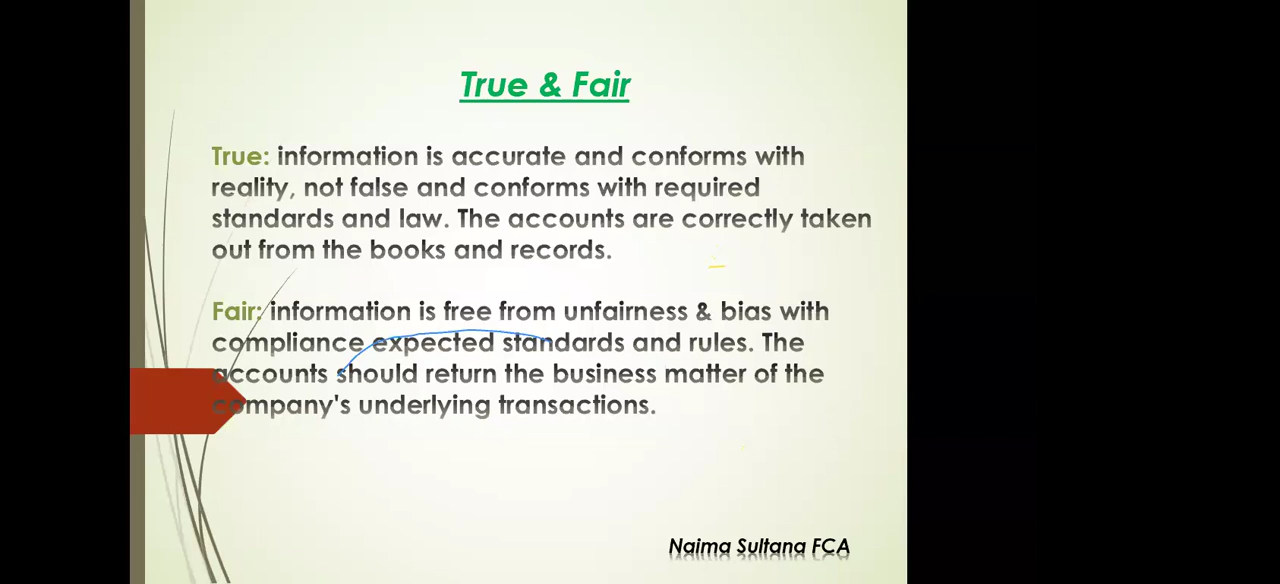 True & Fair
True: information is accurate and conforms with
reality, not false and conforms with required
standards and law. The accounts are correctly taken
out from the books and records.
Fair: information is free from unfairness & bias with
compliance expected standards and rules. The
accounts should return the business matter of the
company's underlying transactions.
Naima Sultana FCA